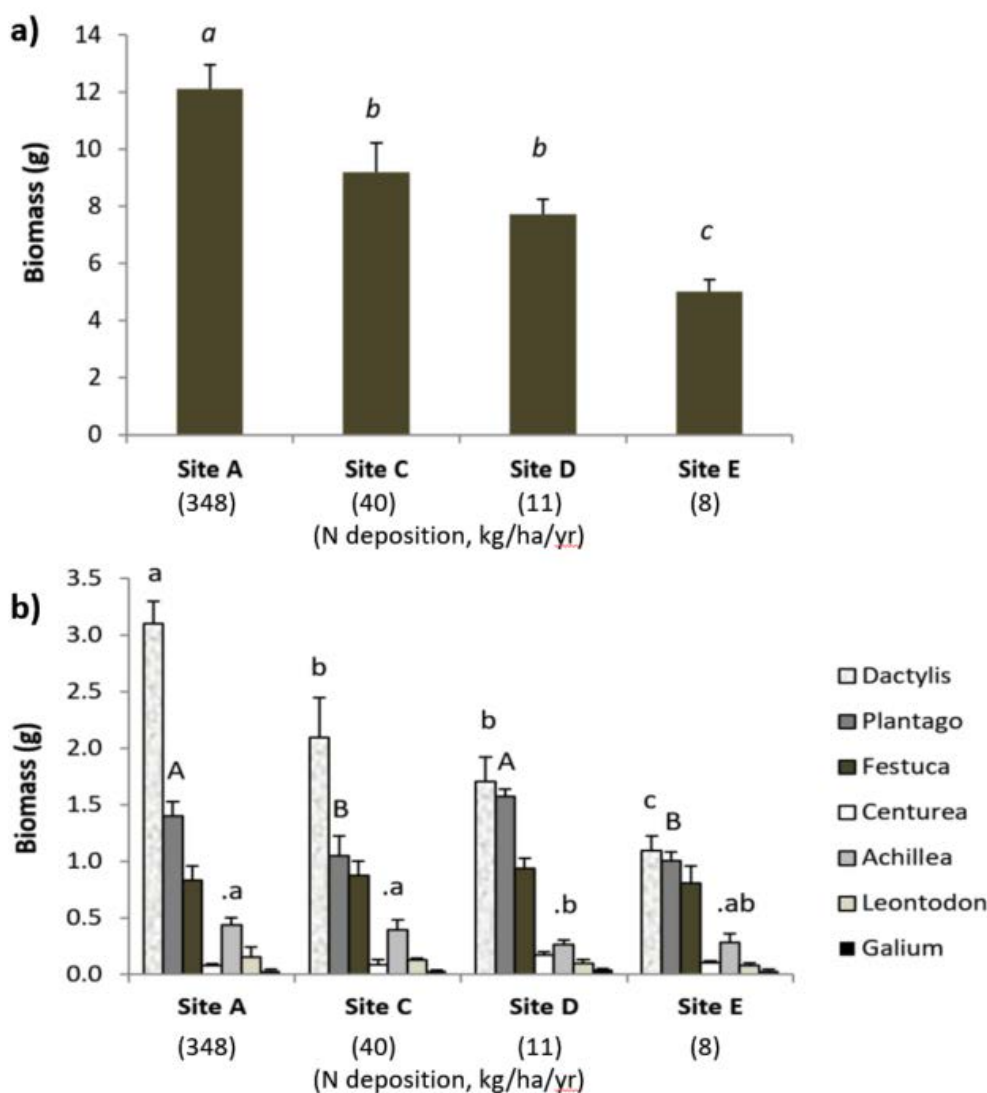 a)
Biomass (g)
14
12
10
8
6
4
2
0
a
b
b
c
Site A Site C Site D Site E
(348) (40) (11) (8)
(N deposition, kg/ha/yr)
b)
Biomass (g)
3.5
3.0
2.5
2.0
1.5
1.0
0.5
0.0
a A .a
b B .a
b A .b
c B .ab
Site A Site C Site D Site E
(348) (40) (11) (8)
(N deposition, kg/ha/yr)
Dactylis
Plantago
Festuca
Centurea
Achillea
Leontodon
Galium